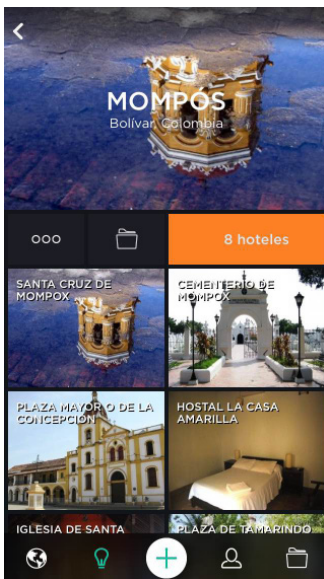 MOMPÓS
Bolívar, Colombia
8 hoteles
SANTA CRUZ DE
MOMPOX
CEMENTERIO DE
MOMPOX
PLAZA MAYOR O DE LA
CONCEPCIÓN
HOSTAL LA CASA
AMARILLA
IGLESIA DE SANTA
PLAZA DE TAMARINDO